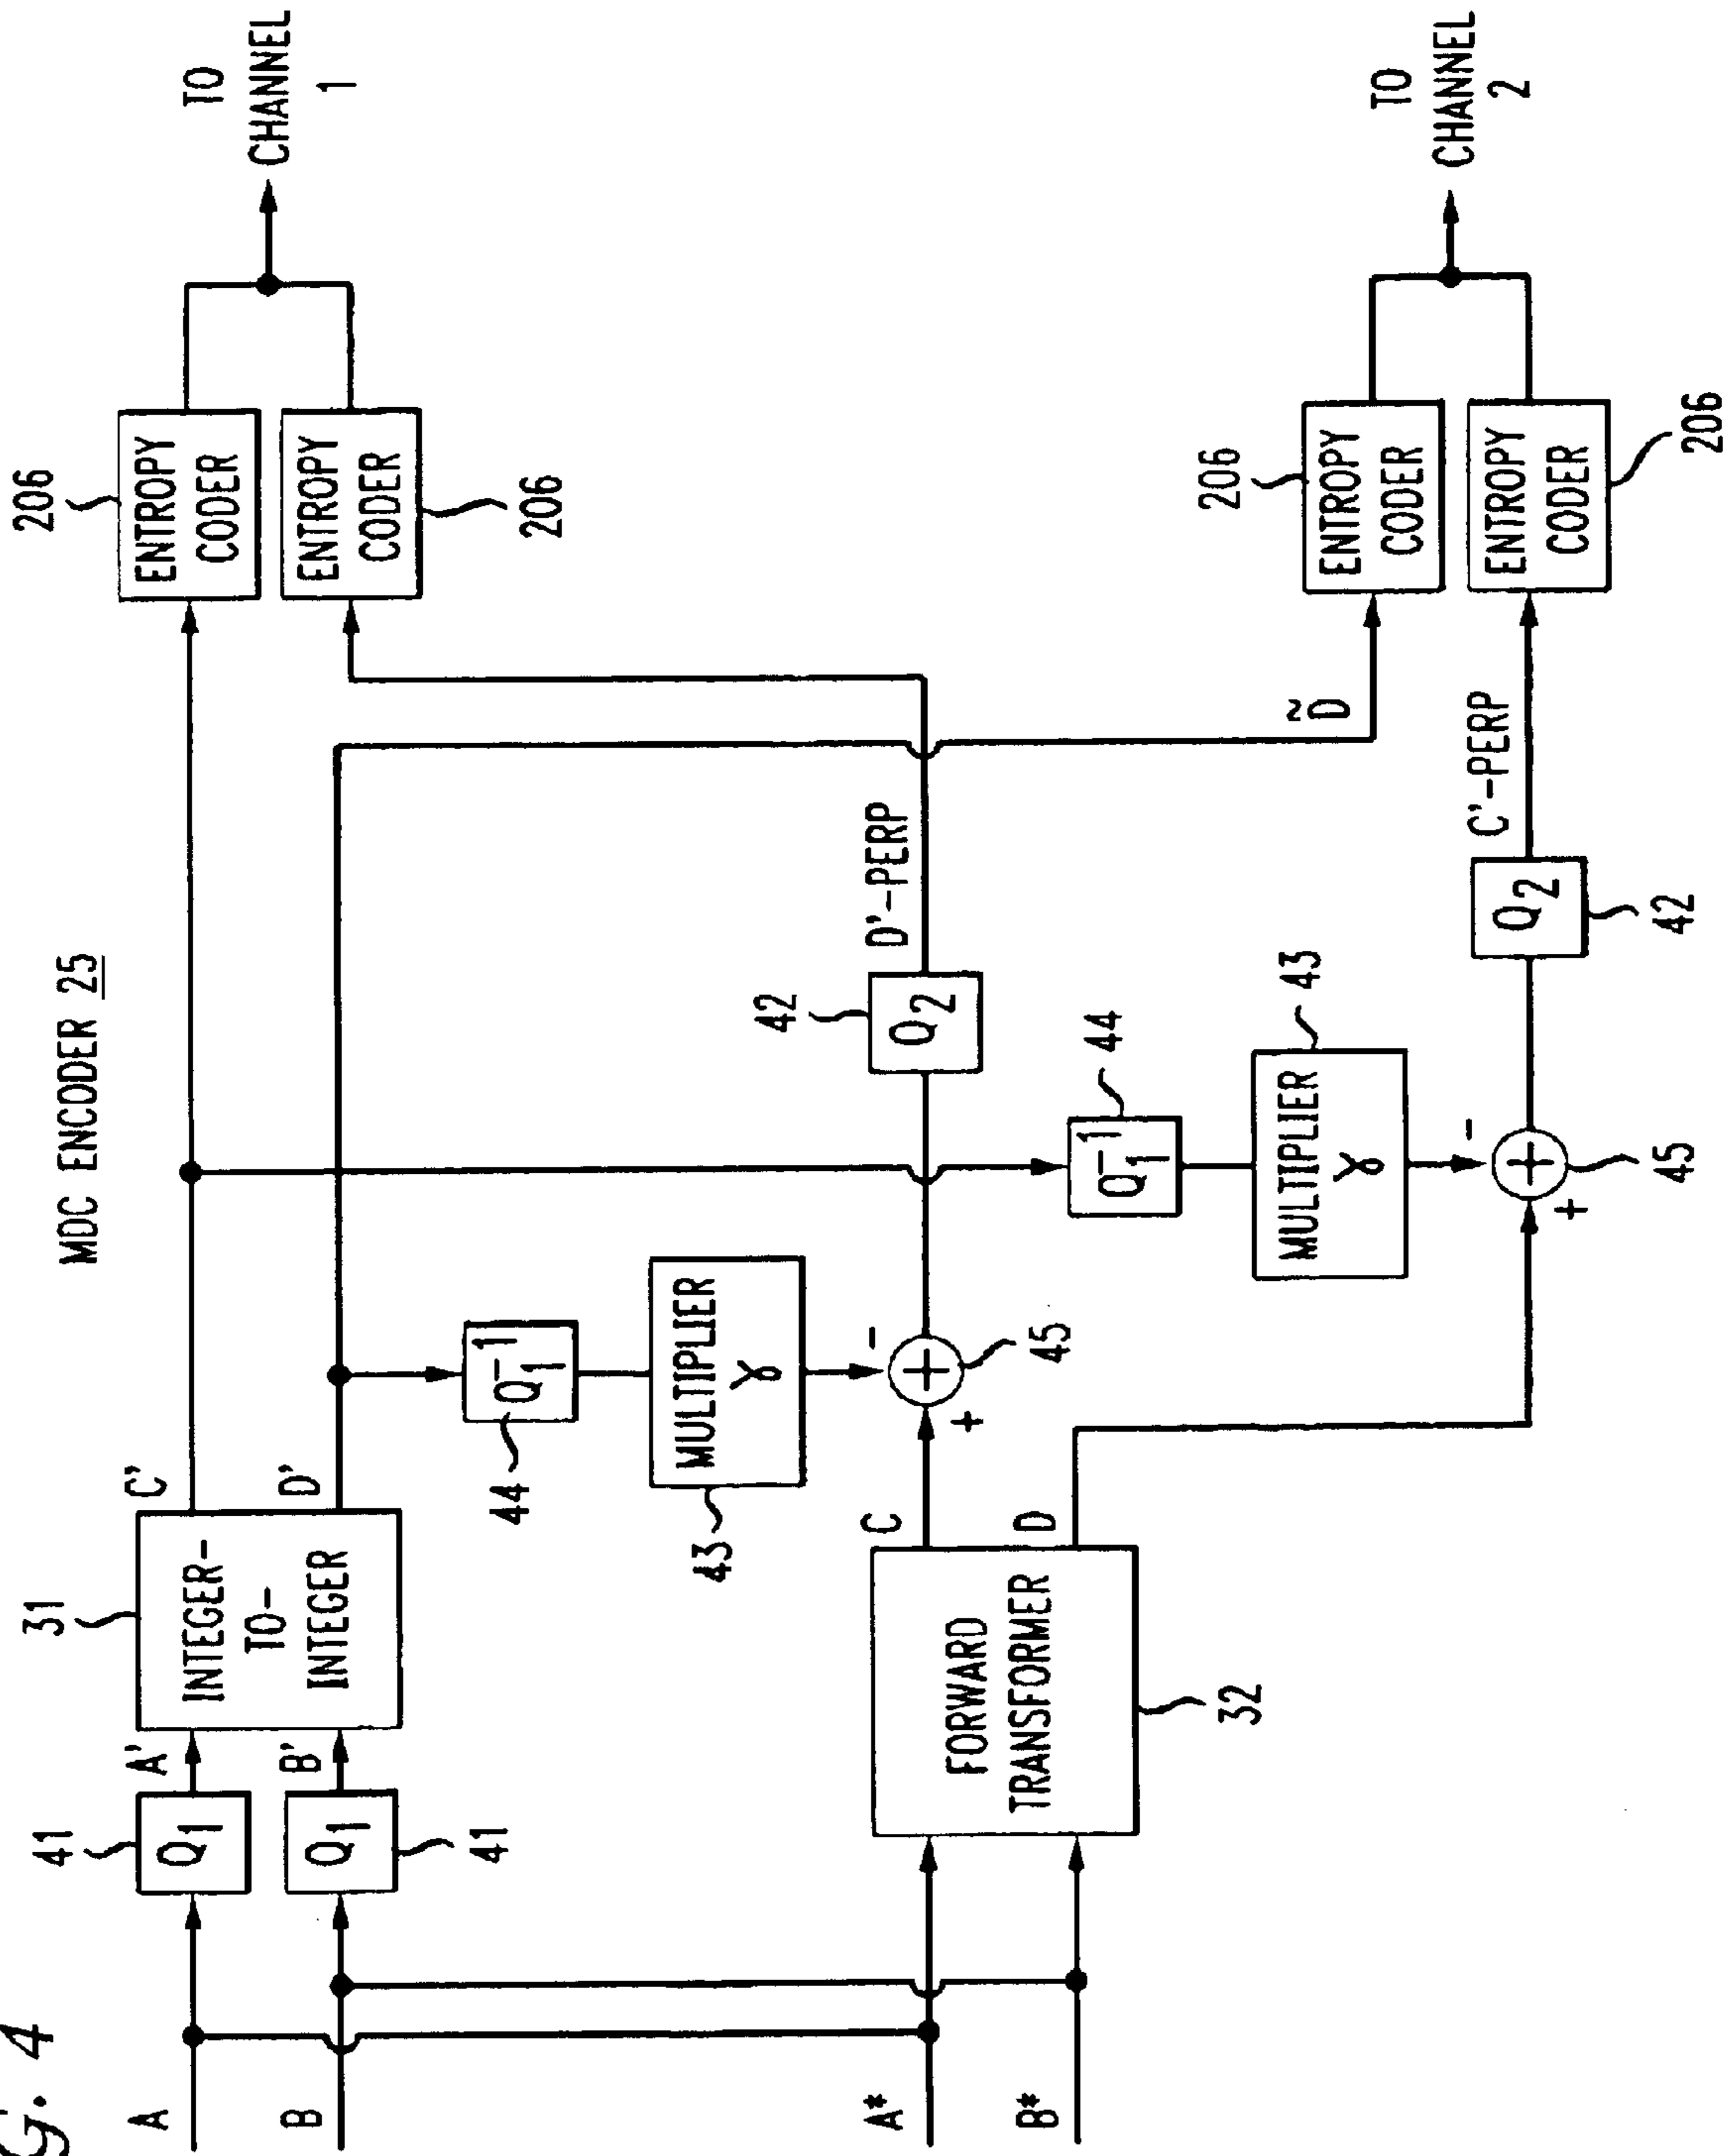 G. 4
MDC ENCODER 25
A
B
A*
B*
41
Q1
Q1
41
A'
B'
31
INTEGER-
TO-
INTEGER
C'
D'
FORWARD
TRANSFORMER
32
C
D
44
Q1^-1
MULTIPLIER
γ
43
-
+
45
44
Q1^-1
MULTIPLIER
γ
43
-
+
45
42
Q2
D'-PERP
Q2
42
C'-PERP
~D
206
ENTROPY
CODER
ENTROPY
CODER
206
206
ENTROPY
CODER
ENTROPY
CODER
206
TO
CHANNEL
1
TO
CHANNEL
2